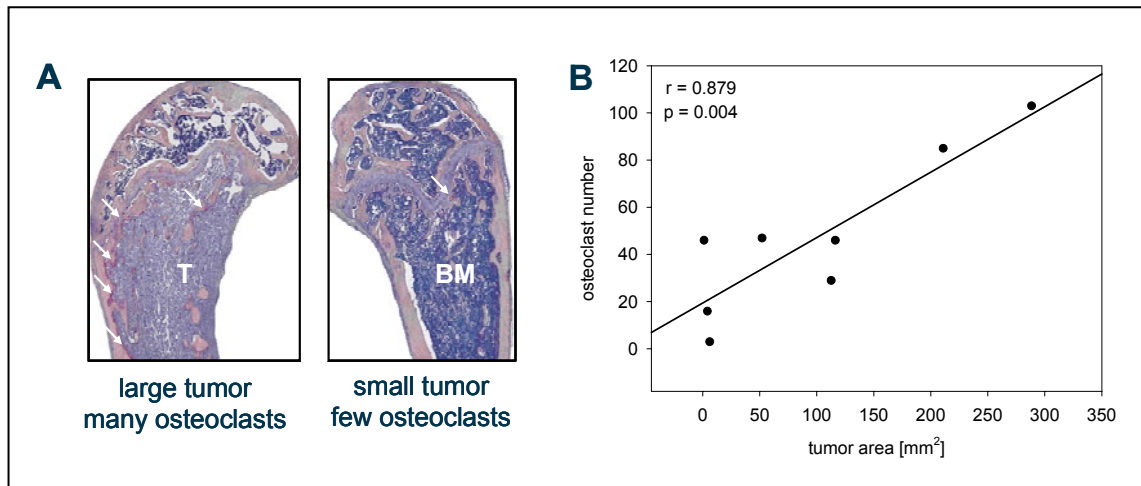 A
T
BM
large tumor
many osteoclasts
small tumor
few osteoclasts
B
r = 0.879
p = 0.004
osteoclast number
120
100
80
60
40
20
0
0 50 100 150 200 250 300 350
tumor area [mm²]